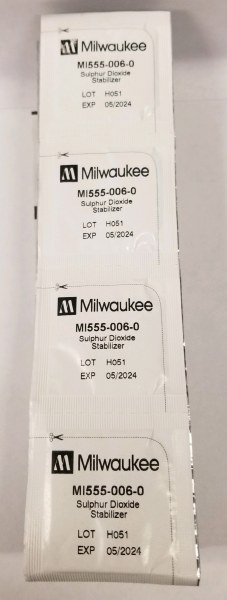 Milwaukee
MI555-006-0
Sulphur Dioxide
Stabilizer
LOT H051
EXP 05/2024
Milwaukee
MI555-006-0
Sulphur Dioxide
Stabilizer
LOT H051
EXP 05/2024
Milwaukee
MI555-006-0
Sulphur Dioxide
Stabilizer
LOT H051
EXP 05/2024
Milwaukee
MI555-006-0
Sulphur Dioxide
Stabilizer
LOT H051
EXP 05/2024